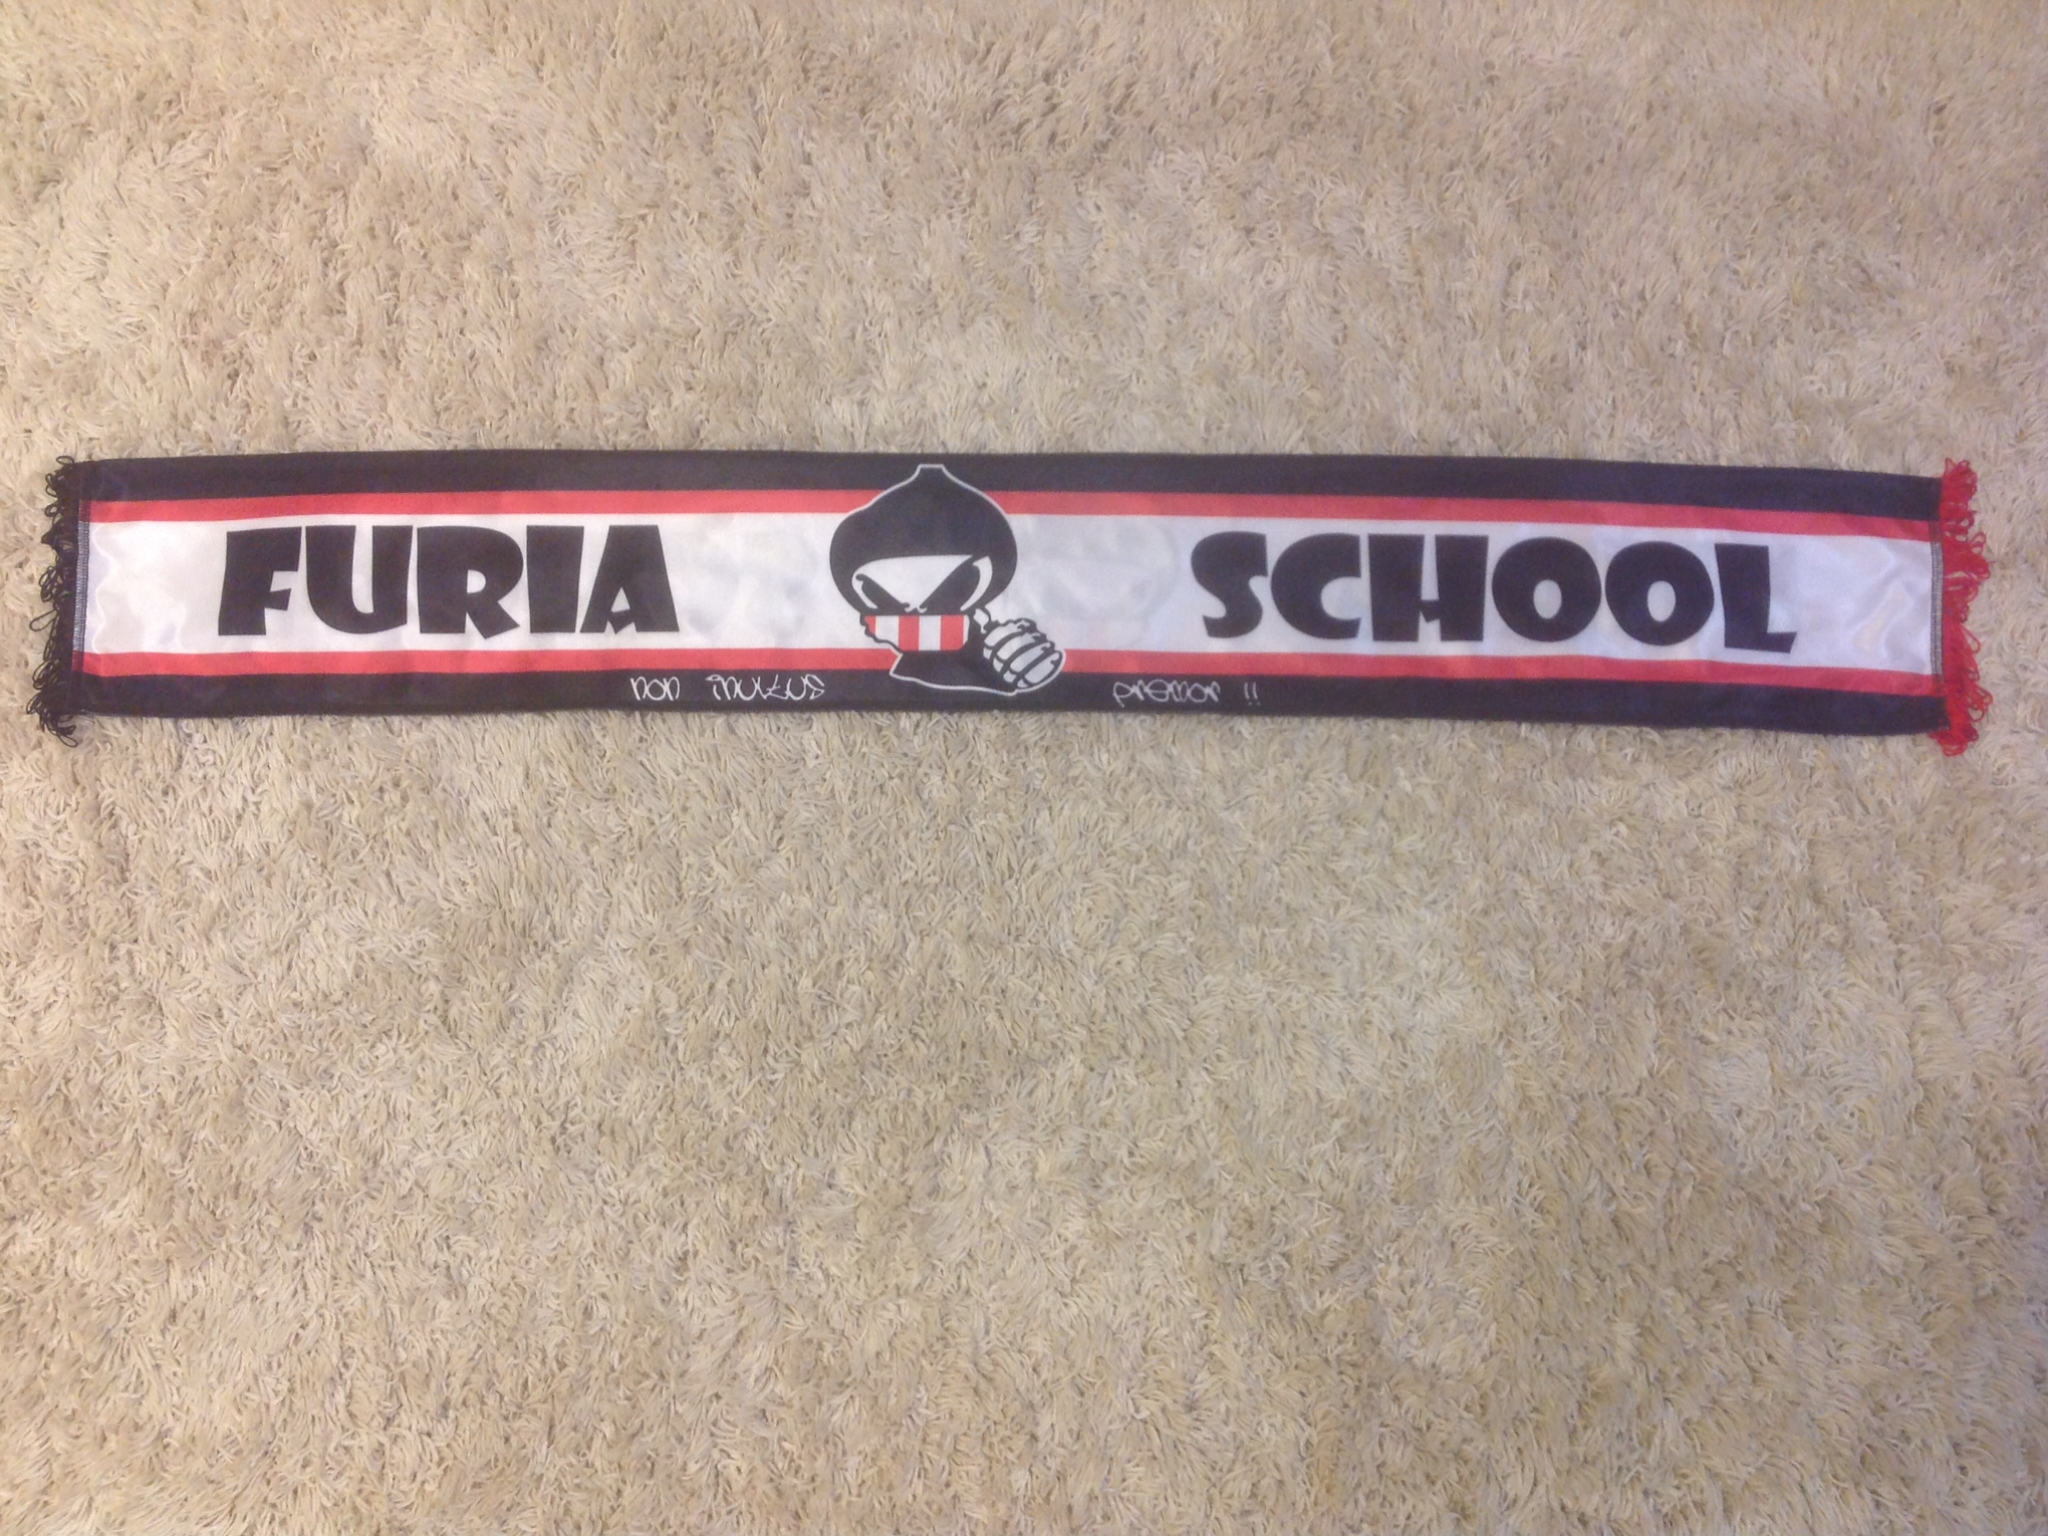 FURIA SCHOOL
non inultus premor !!